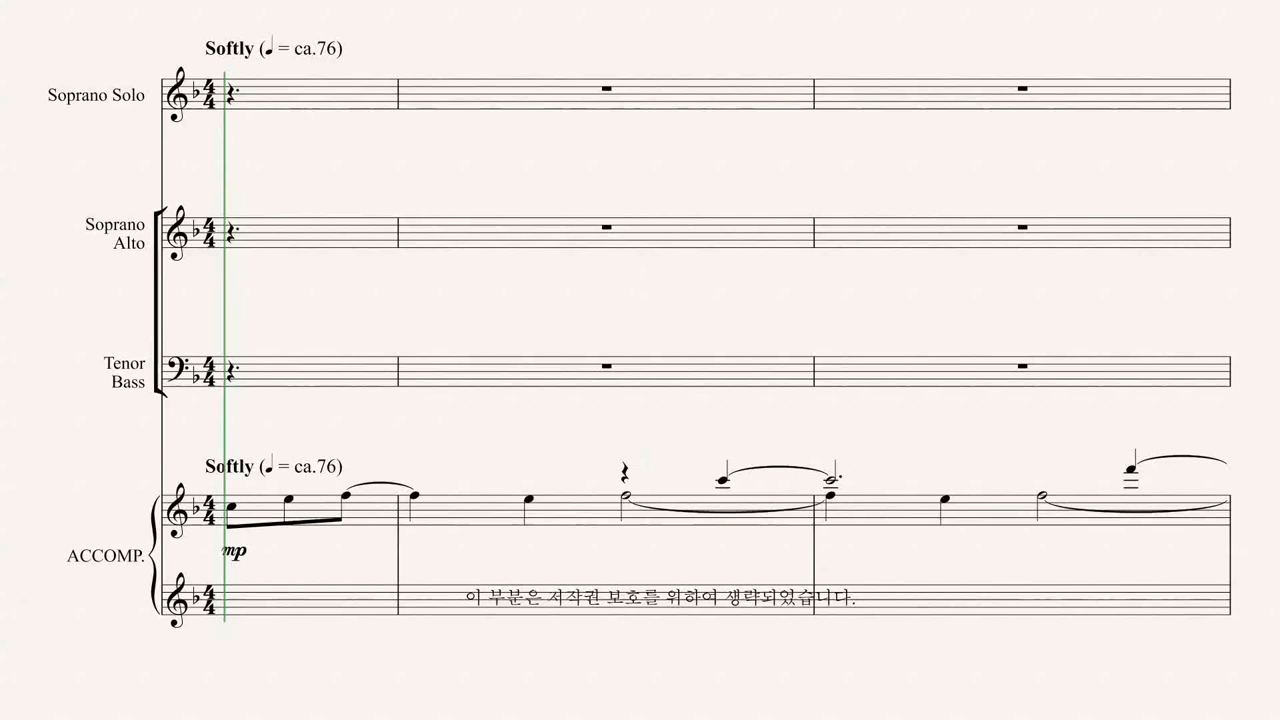 Softly (♩ = ca.76)
Soprano Solo
Soprano
Alto
Tenor
Bass
Softly (♩ = ca.76)
mp
ACCOMP.
이 부분은 저작권 보호를 위하여 생략되었습니다.